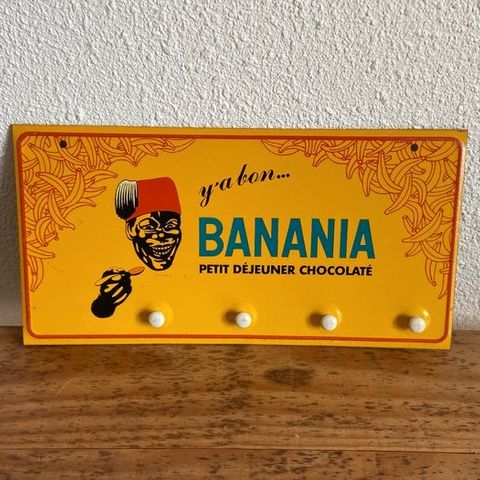 y'a bon...
BANANIA
PETIT DÉJEUNER CHOCOLATÉ